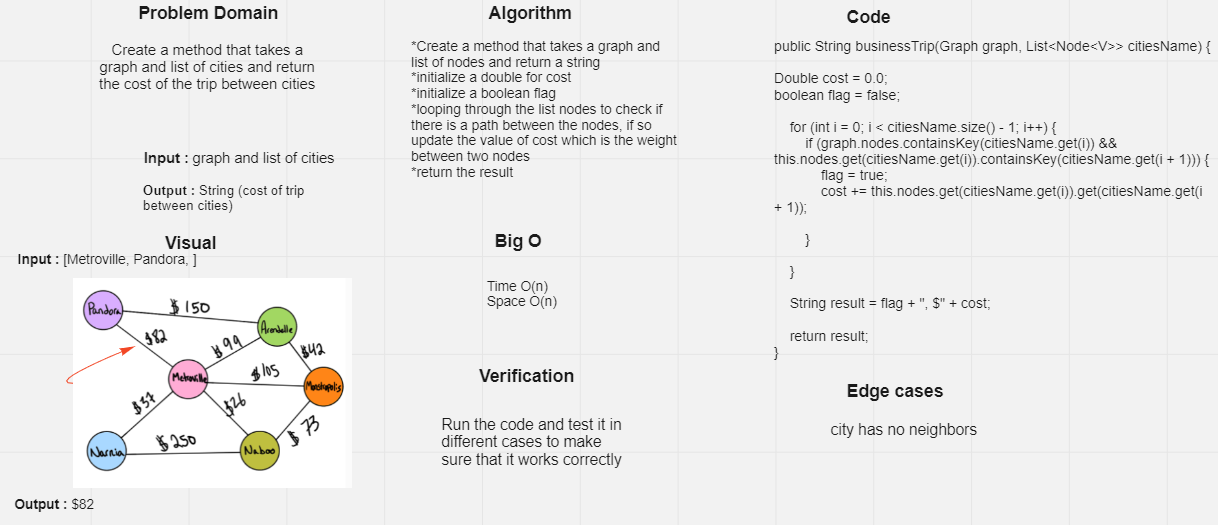 Problem Domain
Create a method that takes a
graph and list of cities and return
the cost of the trip between cities
Input : graph and list of cities
Output : String (cost of trip
between cities)
Algorithm
*Create a method that takes a graph and
list of nodes and return a string
*initialize a double for cost
*initialize a boolean flag
*looping through the list nodes to check if
there is a path between the nodes, if so
update the value of cost which is the weight
between two nodes
*return the result
Code
public String businessTrip(Graph graph, List<Node<V>> citiesName) {
Double cost = 0.0;
boolean flag = false;
for (int i = 0; i < citiesName.size() - 1; i++) {
if (graph.nodes.containsKey(citiesName.get(i)) &&
this.nodes.get(citiesName.get(i)).containsKey(citiesName.get(i + 1))) {
flag = true;
cost += this.nodes.get(citiesName.get(i)).get(citiesName.get(i
+ 1));
}
}
String result = flag + ", $" + cost;
return result;
}
Visual
Input : [Metroville, Pandora, ]
Pandora
$150
Arendelle
$82
$99
$42
Metroville
$105
Monstropolis
$37
$26
$73
Narnia
$250
Naboo
Output : $82
Big O
Time O(n)
Space O(n)
Verification
Run the code and test it in
different cases to make
sure that it works correctly
Edge cases
city has no neighbors